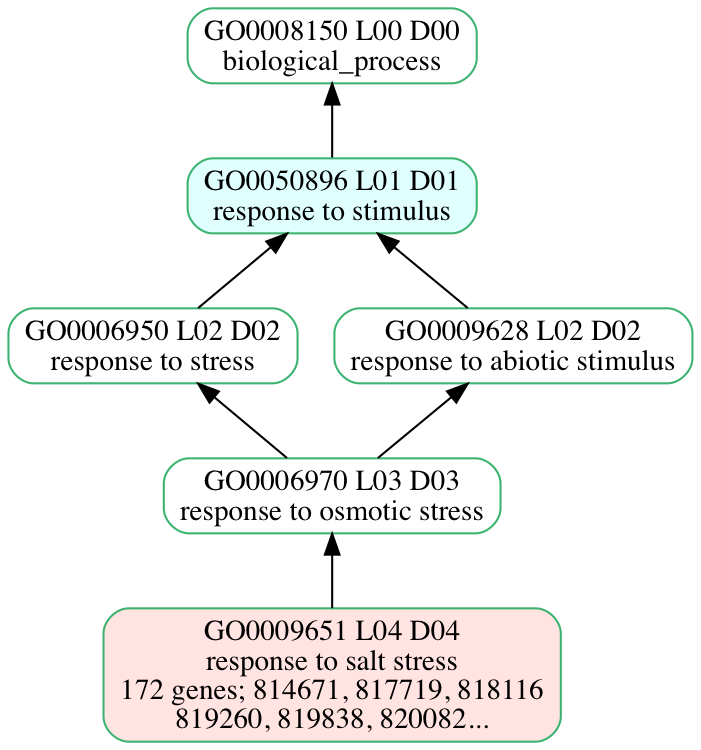 GO0008150 L00 D00
biological_process
GO0050896 L01 D01
response to stimulus
GO0006950 L02 D02
response to stress
GO0009628 L02 D02
response to abiotic stimulus
GO0006970 L03 D03
response to osmotic stress
GO0009651 L04 D04
response to salt stress
172 genes; 814671, 817719, 818116
819260, 819838, 820082...